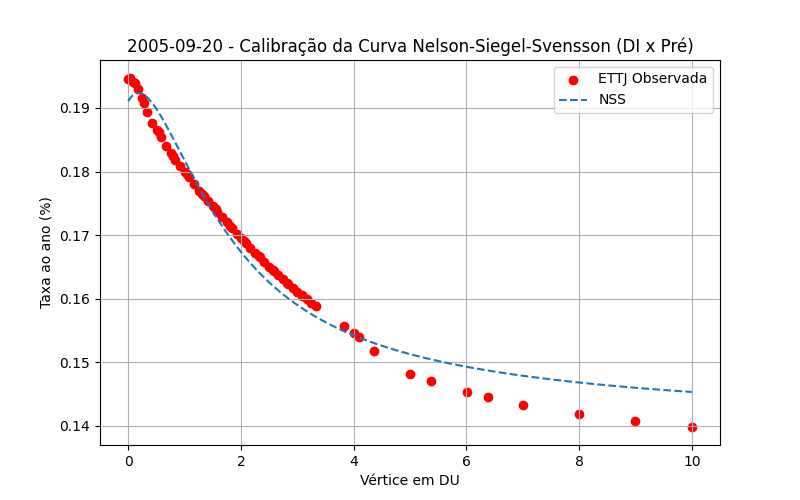 2005-09-20 - Calibração da Curva Nelson-Siegel-Svensson (DI x Pré)
ETTJ Observada
NSS
Taxa ao ano (%)
0.19
0.18
0.17
0.16
0.15
0.14
0 2 4 6 8 10
Vértice em DU